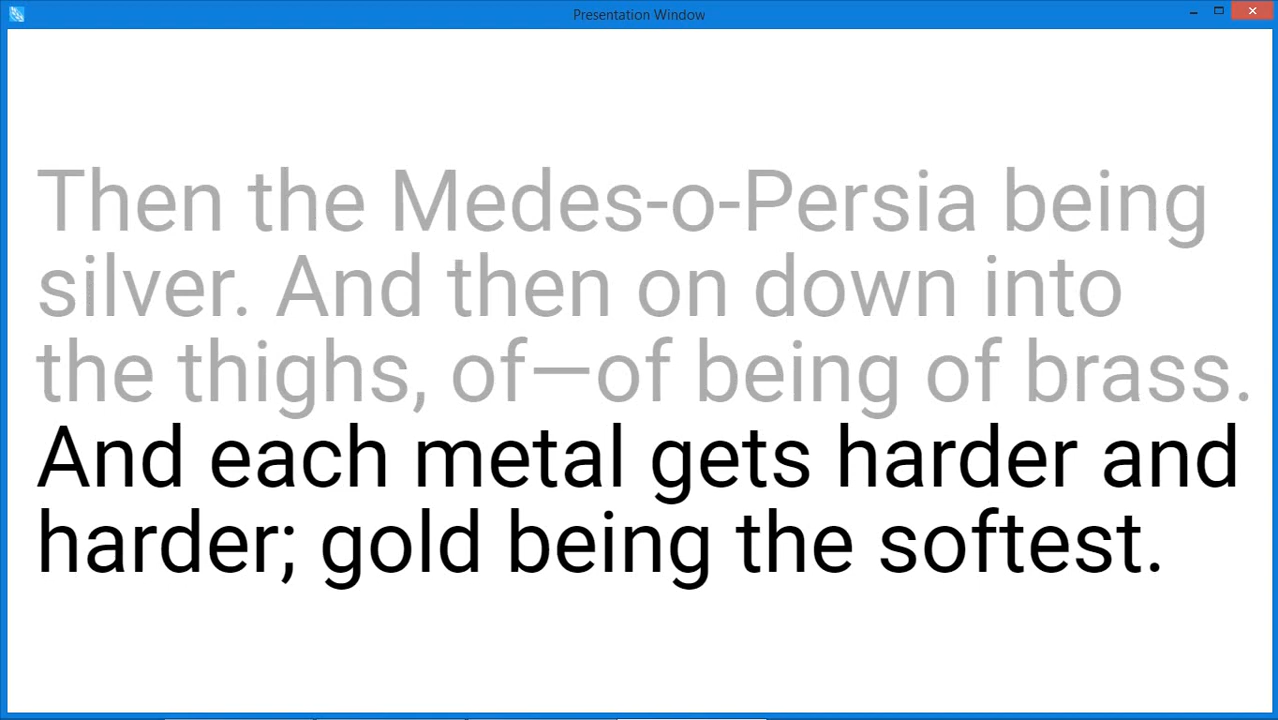 Presentation Window
Then the Medes-o-Persia being
silver. And then on down into
the thighs, of—of being of brass.
And each metal gets harder and
harder; gold being the softest.